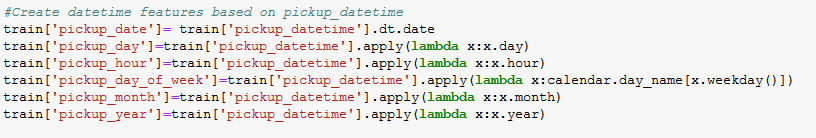 #Create datetime features based on pickup_datetime
train['pickup_date']= train['pickup_datetime'].dt.date
train['pickup_day']=train['pickup_datetime'].apply(lambda x:x.day)
train['pickup_hour']=train['pickup_datetime'].apply(lambda x:x.hour)
train['pickup_day_of_week']=train['pickup_datetime'].apply(lambda x:calendar.day_name[x.weekday()])
train['pickup_month']=train['pickup_datetime'].apply(lambda x:x.month)
train['pickup_year']=train['pickup_datetime'].apply(lambda x:x.year)